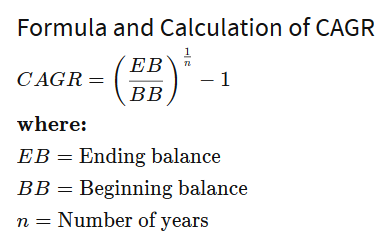 Formula and Calculation of CAGR
CAGR = (EB/BB)^(1/n) − 1
where:
EB = Ending balance
BB = Beginning balance
n = Number of years